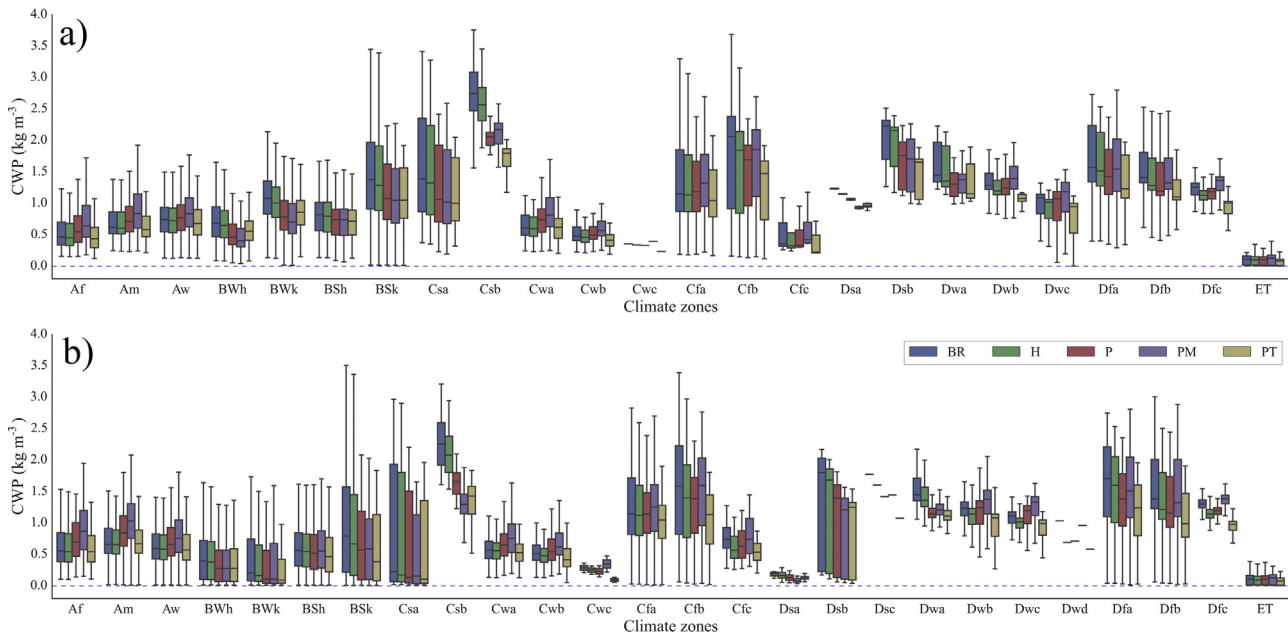 a)
CWP (kg m⁻³)
4.0
3.5
3.0
2.5
2.0
1.5
1.0
0.5
0.0
Af Am Aw BWh BWk BSh BSk Csa Csb Cwa Cwb Cwc Cfa Cfb Cfc Dsa Dsb Dwa Dwb Dwc Dfa Dfb Dfc ET
Climate zones
b)
BR H P PM PT
CWP (kg m⁻³)
4.0
3.5
3.0
2.5
2.0
1.5
1.0
0.5
0.0
Af Am Aw BWh BWk BSh BSk Csa Csb Cwa Cwb Cwc Cfa Cfb Cfc Dsa Dsb Dsc Dwa Dwb Dwc Dwd Dfa Dfb Dfc ET
Climate zones